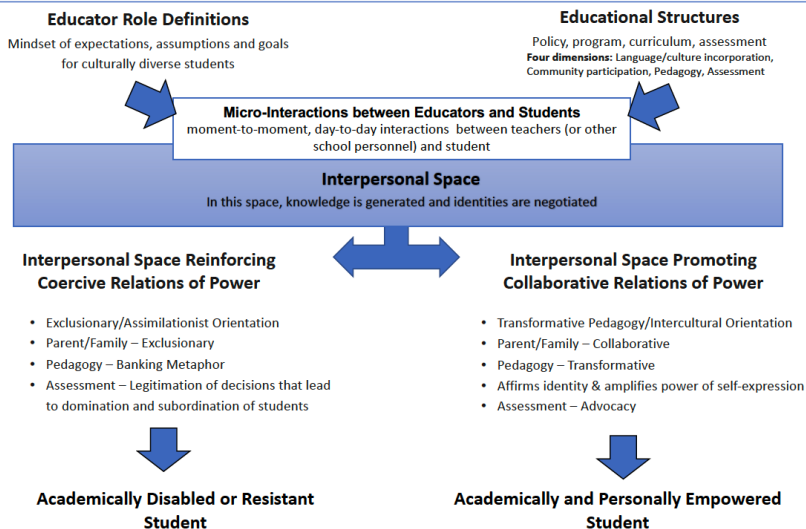 Educator Role Definitions
Mindset of expectations, assumptions and goals
for culturally diverse students
Educational Structures
Policy, program, curriculum, assessment
Four dimensions: Language/culture incorporation,
Community participation, Pedagogy, Assessment
Micro-Interactions between Educators and Students
moment-to-moment, day-to-day interactions between teachers (or other
school personnel) and student
Interpersonal Space
In this space, knowledge is generated and identities are negotiated
Interpersonal Space Reinforcing
Coercive Relations of Power
• Exclusionary/Assimilationist Orientation
• Parent/Family – Exclusionary
• Pedagogy – Banking Metaphor
• Assessment – Legitimation of decisions that lead
to domination and subordination of students
Academically Disabled or Resistant
Student
Interpersonal Space Promoting
Collaborative Relations of Power
• Transformative Pedagogy/Intercultural Orientation
• Parent/Family – Collaborative
• Pedagogy – Transformative
• Affirms identity & amplifies power of self-expression
• Assessment – Advocacy
Academically and Personally Empowered
Student